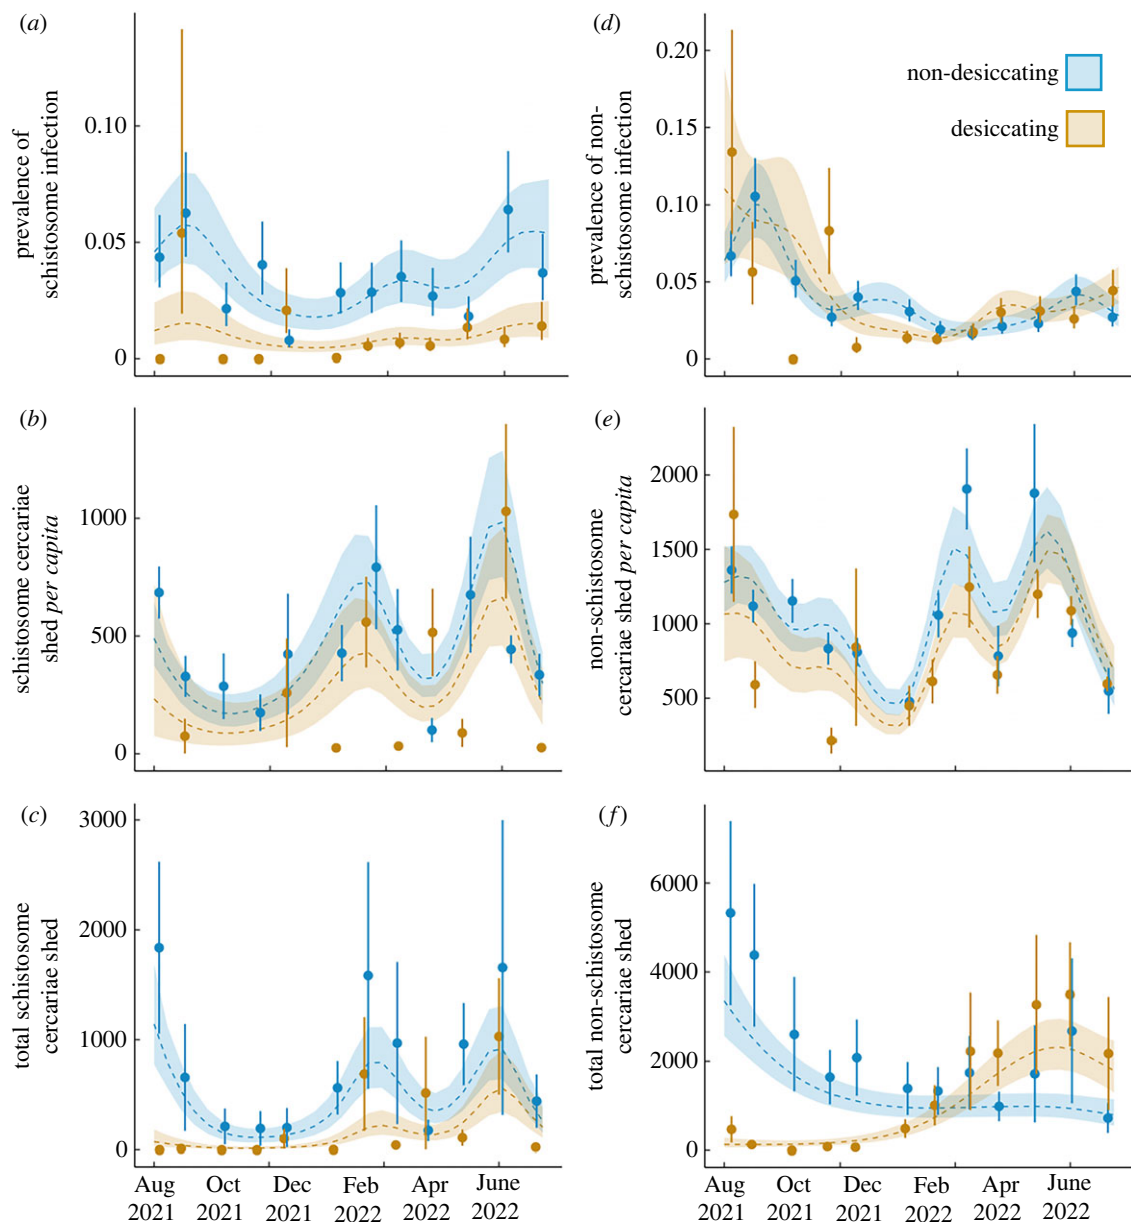 (a)
prevalence of
schistosome infection
0.10
0.05
0
(d)
prevalence of non-
schistosome infection
0.20
0.15
0.10
0.05
0
non-desiccating
desiccating
(b)
schistosome cercariae
shed per capita
1000
500
0
(e)
non-schistosome
cercariae shed per capita
2000
1500
1000
500
(c)
total schistosome
cercariae shed
3000
2000
1000
0
Aug Oct Dec Feb Apr June
2021 2021 2021 2022 2022 2022
(f)
total non-schistosome
cercariae shed
6000
4000
2000
0
Aug Oct Dec Feb Apr June
2021 2021 2021 2022 2022 2022